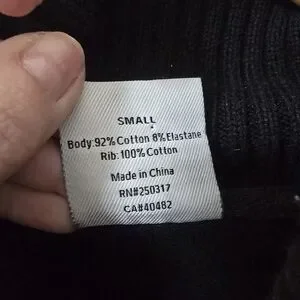 SMALL
Body:92% Cotton 8% Elastane
Rib:100% Cotton
Made in China
RN#250317
CA#40482